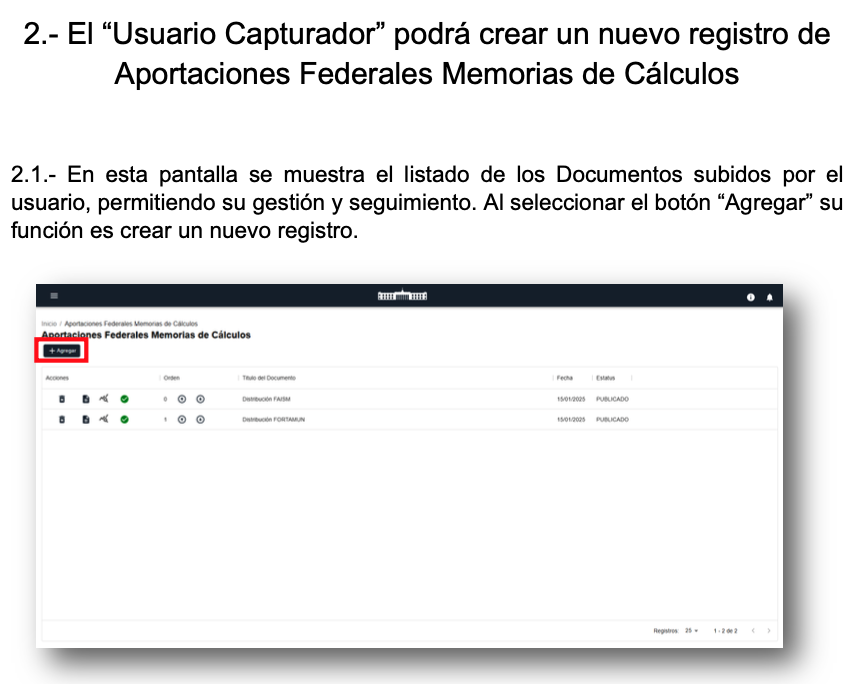 2.- El “Usuario Capturador” podrá crear un nuevo registro de
Aportaciones Federales Memorias de Cálculos
2.1.- En esta pantalla se muestra el listado de los Documentos subidos por el
usuario, permitiendo su gestión y seguimiento. Al seleccionar el botón “Agregar” su
función es crear un nuevo registro.
Inicio / Aportaciones Federales Memorias de Cálculos
Aportaciones Federales Memorias de Cálculos
+ Agregar
Acciones Orden Título del Documento Fecha Estatus
0 Distribución FAISM 15/01/2025 PUBLICADO
1 Distribución FORTAMUN 15/01/2025 PUBLICADO
Registros: 25 1 - 2 de 2